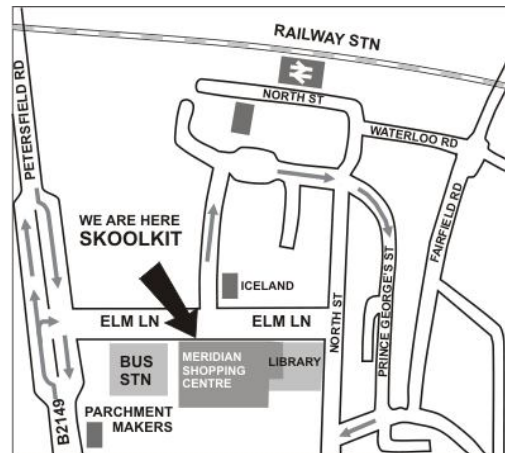 RAILWAY STN
NORTH ST
WATERLOO RD
PETERSFIELD RD
FAIRFIELD RD
WE ARE HERE
SKOOLKIT
ICELAND
ELM LN
ELM LN
NORTH ST
PRINCE GEORGE'S ST
BUS
STN
MERIDIAN
SHOPPING
CENTRE
LIBRARY
PARCHMENT
MAKERS
B2149